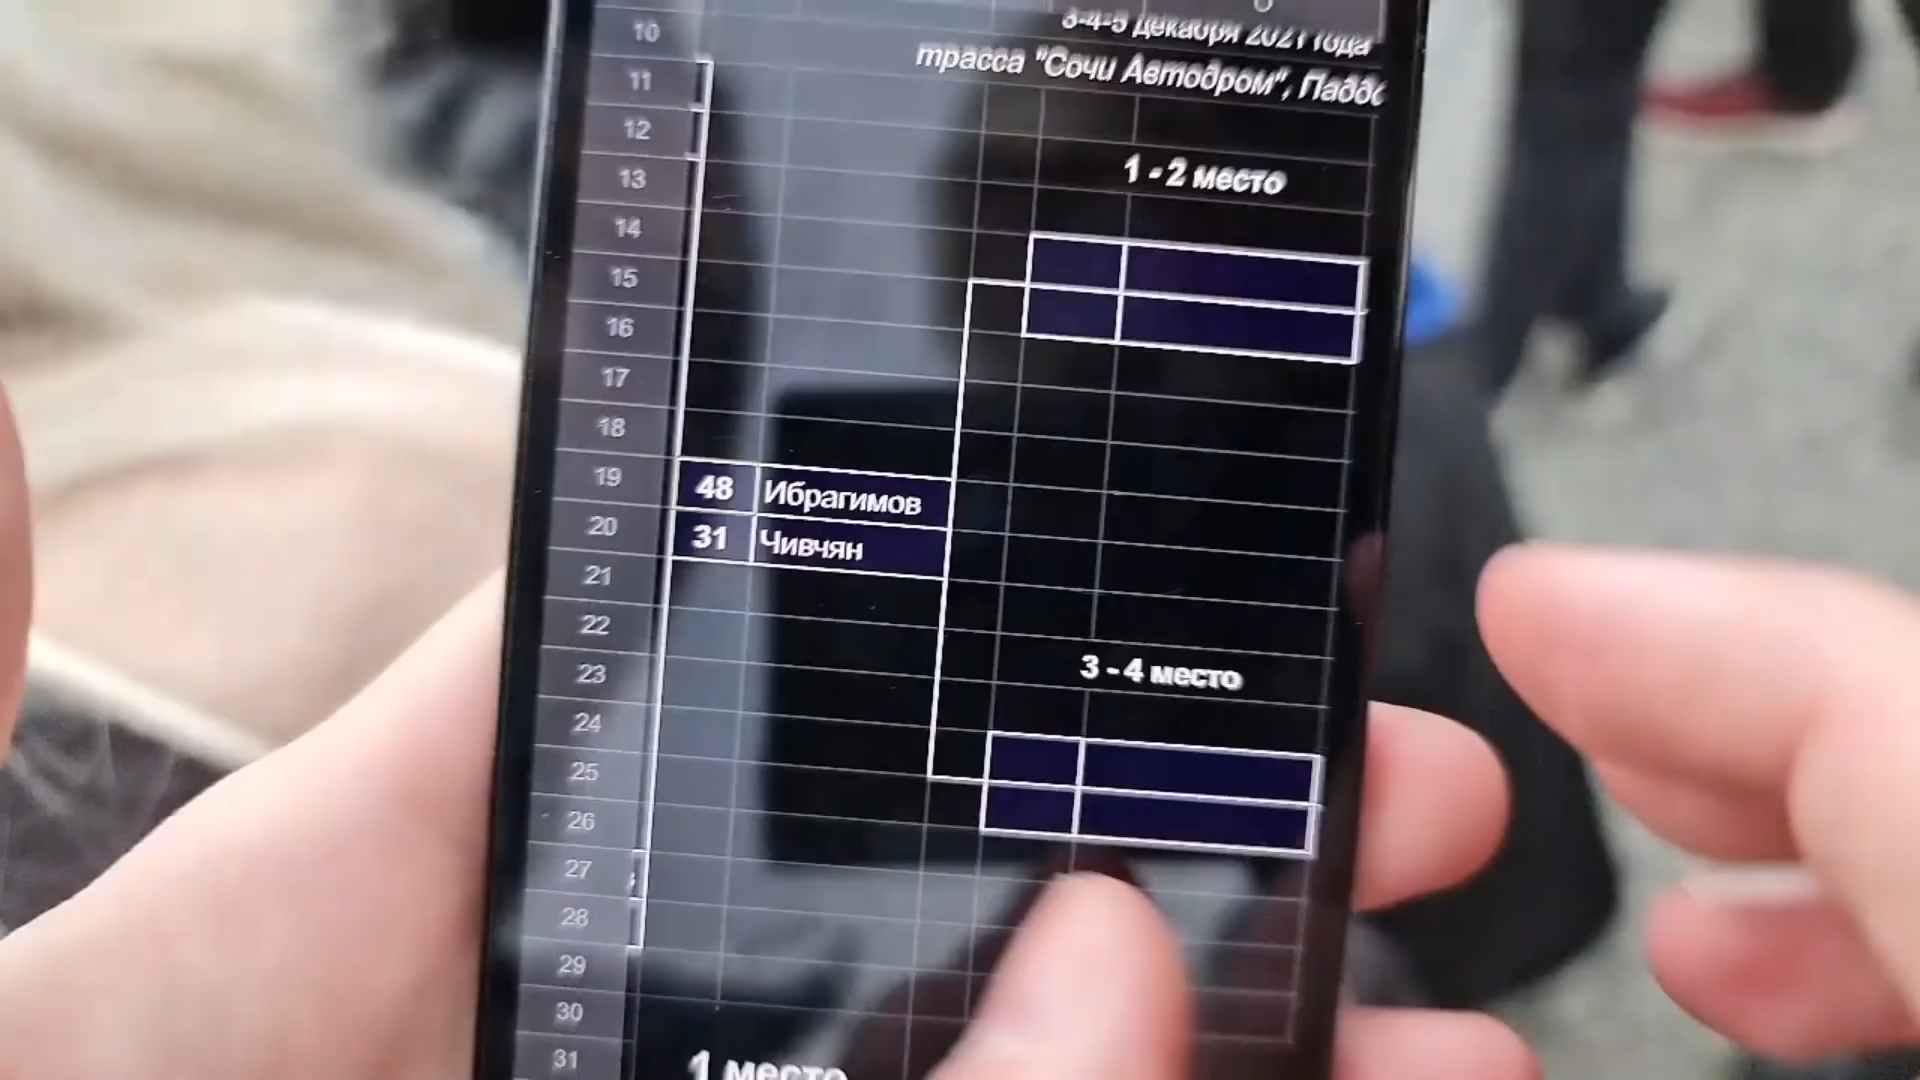 10
3-4-5 декабря 2021 года
11
трасса "Сочи Автодром", Паддо
12
13
1 - 2 место
14
15
16
17
18
19 48 Ибрагимов
20 31 Чивчян
21
22
23
3 - 4 место
24
25
26
27
28
29
30
31
1 место